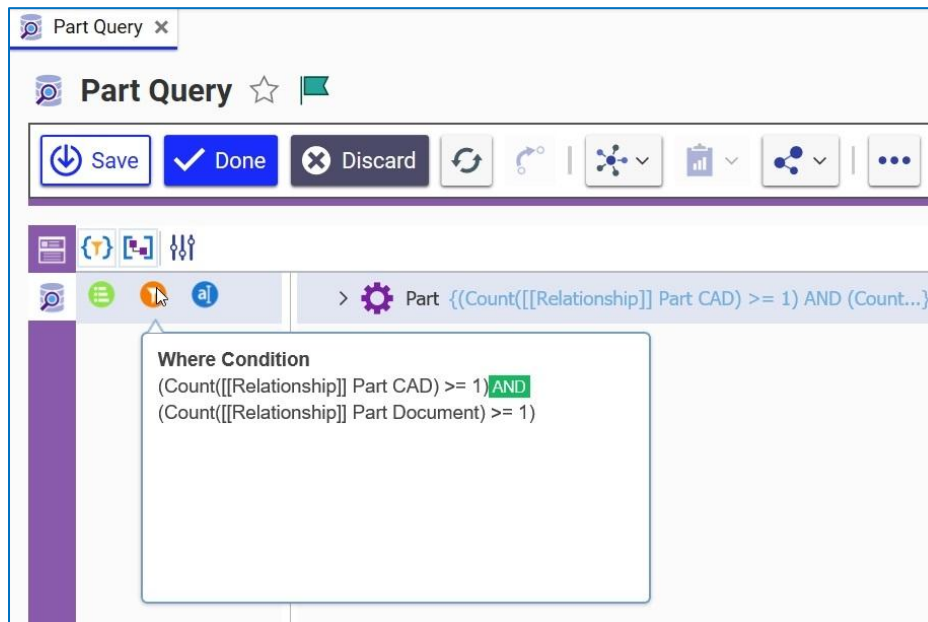 Part Query
Part Query
Save Done Discard
Part {(Count([[Relationship]] Part CAD) >= 1) AND (Count...}
Where Condition
(Count([[Relationship]] Part CAD) >= 1) AND
(Count([[Relationship]] Part Document) >= 1)